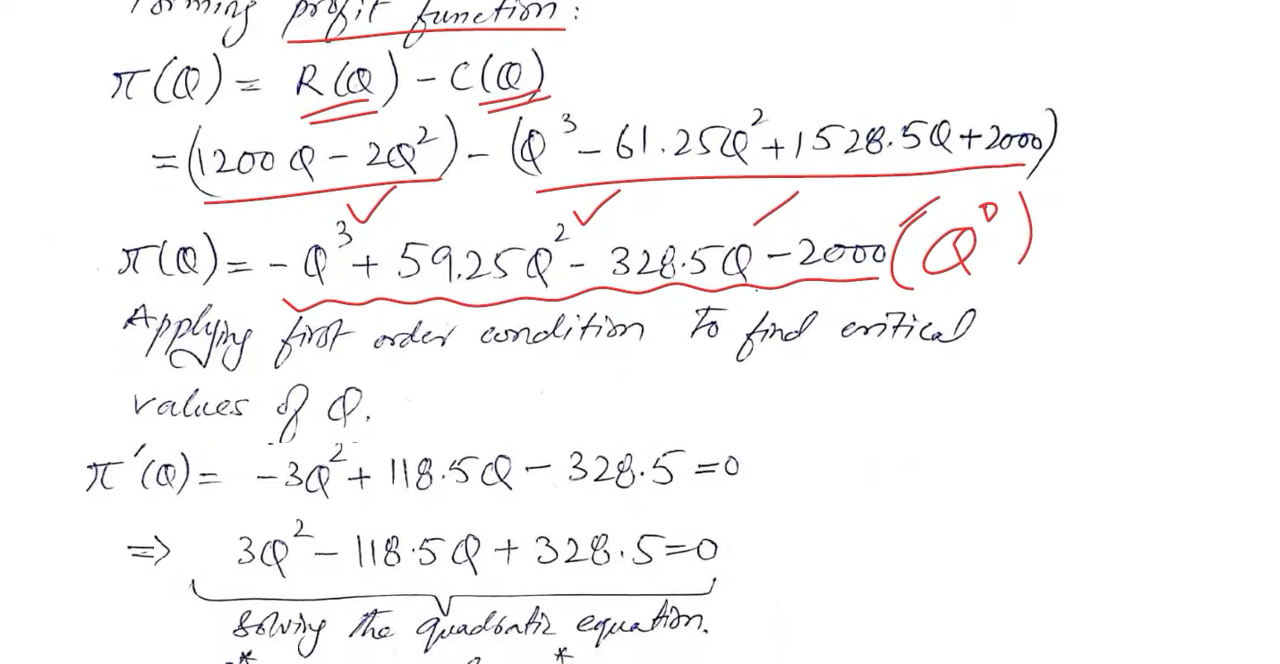 Forming profit function:
π(Q) = R(Q) - C(Q)
= (1200Q - 2Q²) - (Q³ - 61.25Q² + 1528.5Q + 2000)
π(Q) = - Q³ + 59.25Q² - 328.5Q - 2000 (Q⁰)
Applying first order condition to find critical
values of Q.
π′(Q) = -3Q² + 118.5Q - 328.5 = 0
=> 3Q² - 118.5Q + 328.5 = 0
Solving the quadratic equation.